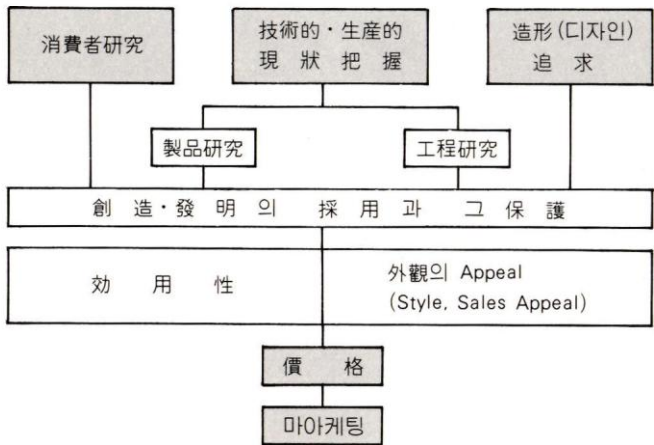 消費者研究
技術的·生産的
現狀把握
造形(디자인)
追求
製品研究
工程研究
創造·發明의 採用과 그 保護
効用性
外觀의 Appeal
(Style, Sales Appeal)
價格
마아케팅